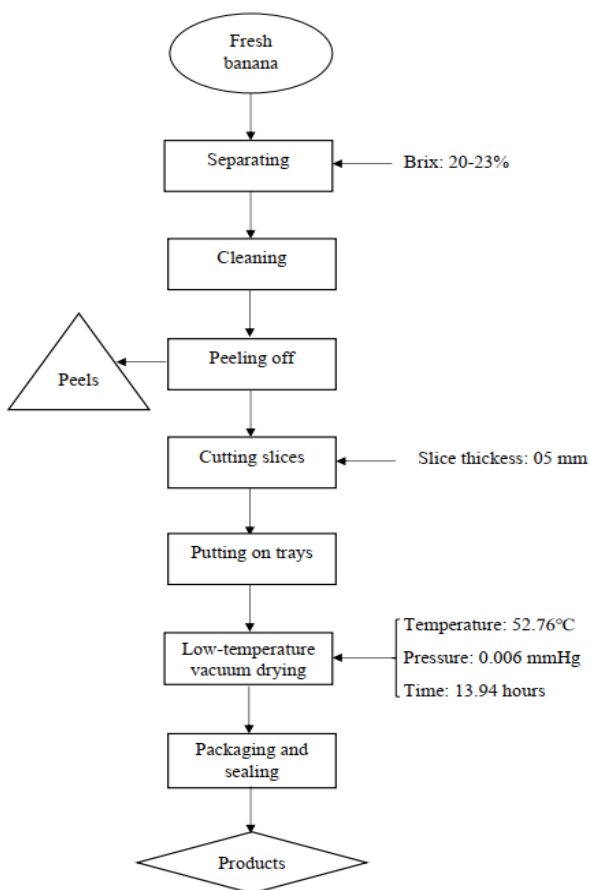 Fresh
banana
Separating
Brix: 20-23%
Cleaning
Peeling off
Peels
Cutting slices
Slice thickess: 05 mm
Putting on trays
Low-temperature
vacuum drying
Temperature: 52.76°C
Pressure: 0.006 mmHg
Time: 13.94 hours
Packaging and
sealing
Products